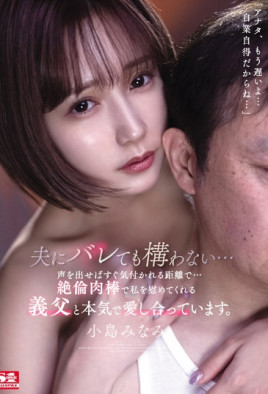 「アナタ、もう遅いよ…
自業自得だからね…」
夫にバレても構わない…
声を出せばすぐ気付かれる距離で…
絶倫肉棒で私を慰めてくれる
義父と本気で愛し合っています。
小島みなみ